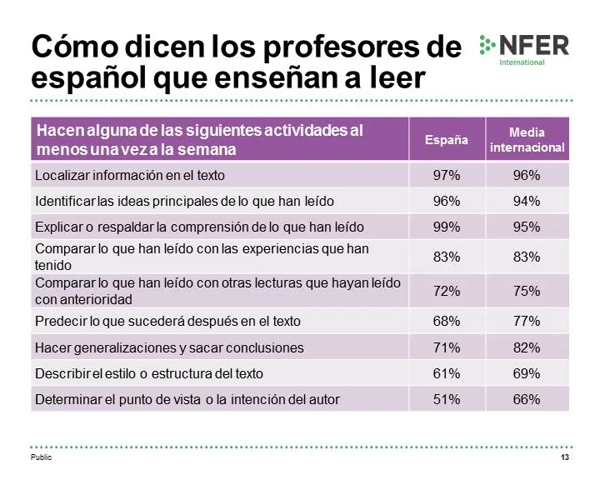 Cómo dicen los profesores de
español que enseñan a leer
NFER
International
Hacen alguna de las siguientes actividades al
menos una vez a la semana
España
Media
internacional
Localizar información en el texto 97% 96%
Identificar las ideas principales de lo que han leído 96% 94%
Explicar o respaldar la comprensión de lo que han leído 99% 95%
Comparar lo que han leído con las experiencias que han
tenido 83% 83%
Comparar lo que han leído con otras lecturas que hayan leído
con anterioridad 72% 75%
Predecir lo que sucederá después en el texto 68% 77%
Hacer generalizaciones y sacar conclusiones 71% 82%
Describir el estilo o estructura del texto 61% 69%
Determinar el punto de vista o la intención del autor 51% 66%
Public 13